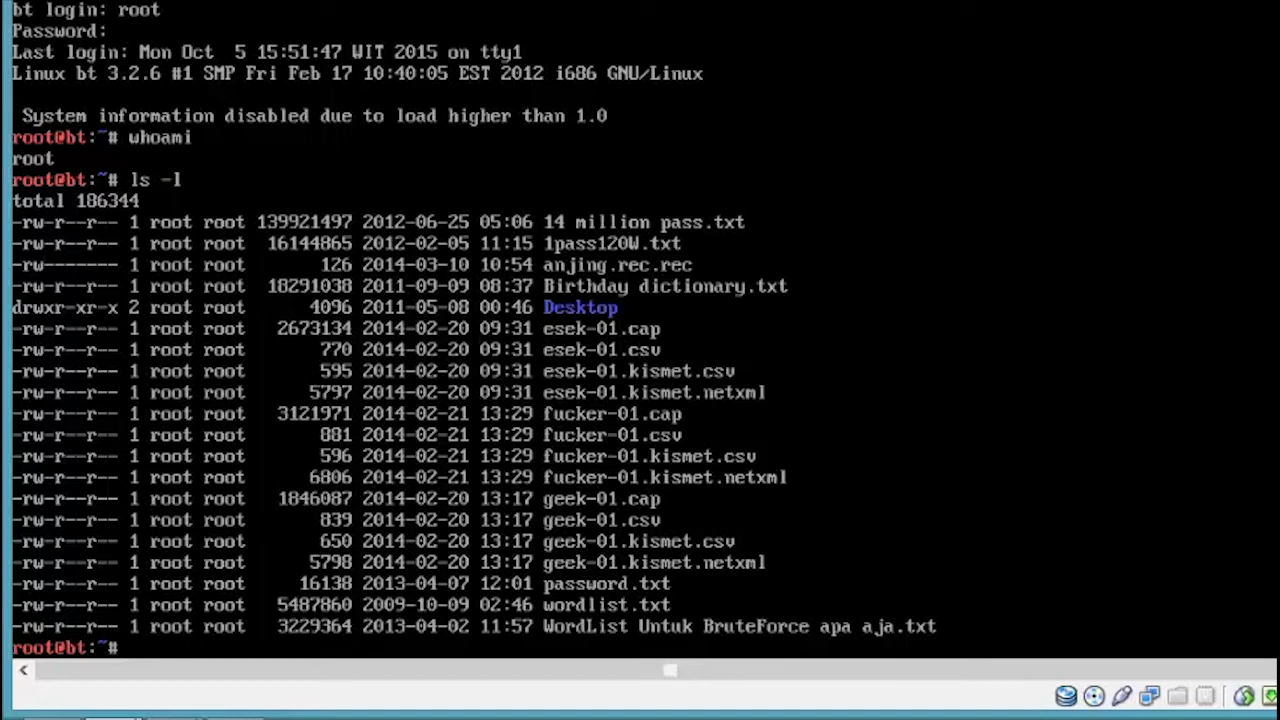 bt login: root
Password:
Last login: Mon Oct  5 15:51:47 WIT 2015 on tty1
Linux bt 3.2.6 #1 SMP Fri Feb 17 10:40:05 EST 2012 i686 GNU/Linux
System information disabled due to load higher than 1.0
root@bt:~# whoami
root
root@bt:~# ls -l
total 186344
-rw-r--r-- 1 root root 139921497 2012-06-25 05:06 14 million pass.txt
-rw-r--r-- 1 root root  16144865 2012-02-05 11:15 1pass120W.txt
-rw------- 1 root root       126 2014-03-10 10:54 anjing.rec.rec
-rw-r--r-- 1 root root  18291038 2011-09-09 08:37 Birthday dictionary.txt
drwxr-xr-x 2 root root      4096 2011-05-08 00:46 Desktop
-rw-r--r-- 1 root root   2673134 2014-02-20 09:31 esek-01.cap
-rw-r--r-- 1 root root       770 2014-02-20 09:31 esek-01.csv
-rw-r--r-- 1 root root       595 2014-02-20 09:31 esek-01.kismet.csv
-rw-r--r-- 1 root root      5797 2014-02-20 09:31 esek-01.kismet.netxml
-rw-r--r-- 1 root root   3121971 2014-02-21 13:29 fucker-01.cap
-rw-r--r-- 1 root root       881 2014-02-21 13:29 fucker-01.csv
-rw-r--r-- 1 root root       596 2014-02-21 13:29 fucker-01.kismet.csv
-rw-r--r-- 1 root root      6806 2014-02-21 13:29 fucker-01.kismet.netxml
-rw-r--r-- 1 root root   1846087 2014-02-20 13:17 geek-01.cap
-rw-r--r-- 1 root root       839 2014-02-20 13:17 geek-01.csv
-rw-r--r-- 1 root root       650 2014-02-20 13:17 geek-01.kismet.csv
-rw-r--r-- 1 root root      5798 2014-02-20 13:17 geek-01.kismet.netxml
-rw-r--r-- 1 root root     16138 2013-04-07 12:01 password.txt
-rw-r--r-- 1 root root   5487860 2009-10-09 02:46 wordlist.txt
-rw-r--r-- 1 root root   3229364 2013-04-02 11:57 WordList Untuk BruteForce apa aja.txt
root@bt:~#